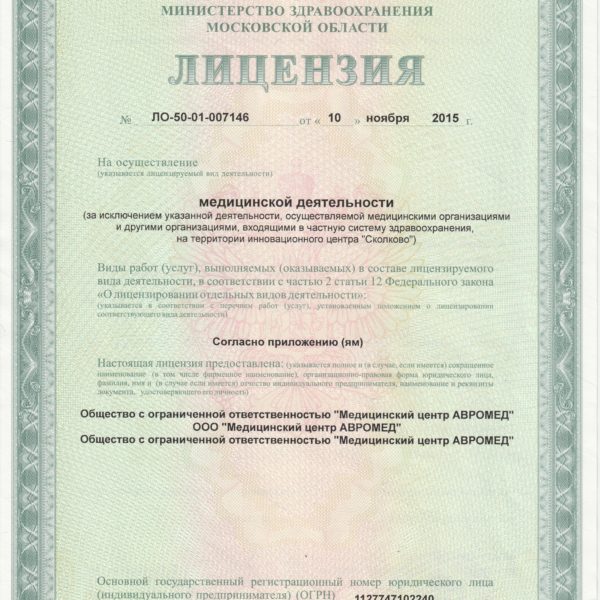 МИНИСТЕРСТВО ЗДРАВООХРАНЕНИЯ
МОСКОВСКОЙ ОБЛАСТИ
ЛИЦЕНЗИЯ
№ ЛО-50-01-007146 от « 10 » ноября 2015 г.
На осуществление
(указывается лицензируемый вид деятельности)
медицинской деятельности
(за исключением указанной деятельности, осуществляемой медицинскими организациями
и другими организациями, входящими в частную систему здравоохранения,
на территории инновационного центра "Сколково")
Виды работ (услуг), выполняемых (оказываемых) в составе лицензируемого
вида деятельности, в соответствии с частью 2 статьи 12 Федерального закона
«О лицензировании отдельных видов деятельности»:
(указывается в соответствии с перечнем работ (услуг), установленным положением о лицензировании
соответствующего вида деятельности)
Согласно приложению (ям)
Настоящая лицензия предоставлена: (указывается полное и (в случае, если имеется) сокращенное
наименование (в том числе фирменное наименование), организационно-правовая форма юридического лица,
фамилия, имя и (в случае если имеется) отчество индивидуального предпринимателя, наименование и реквизиты
документа, удостоверяющего его личность)
Общество с ограниченной ответственностью "Медицинский центр АВРОМЕД"
ООО "Медицинский центр АВРОМЕД"
Общество с ограниченной ответственностью "Медицинский центр АВРОМЕД"
Основной государственный регистрационный номер юридического лица
(индивидуального предпринимателя) (ОГРН) 1127747102240